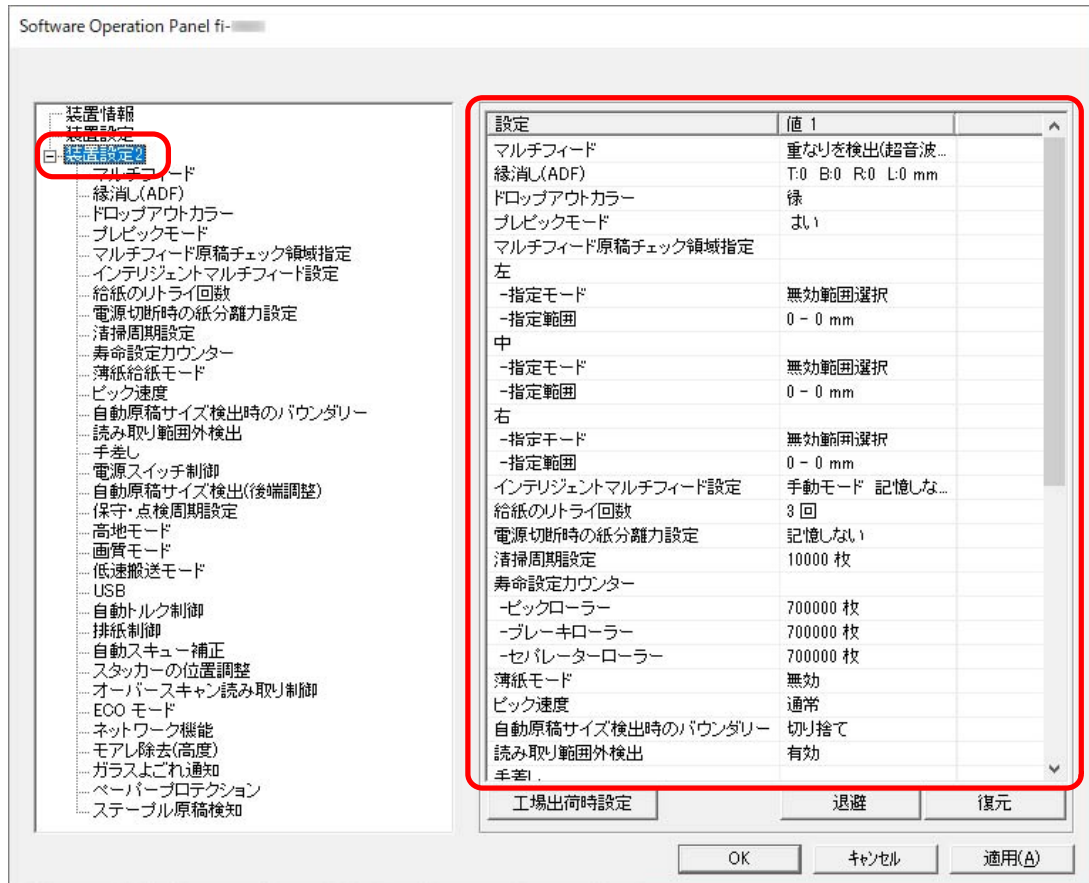 Software Operation Panel fi-
装置情報
装置設定
装置設定2
マルチフィード
縁消し(ADF)
ドロップアウトカラー
プレピックモード
マルチフィード原稿チェック領域指定
インテリジェントマルチフィード設定
給紙のリトライ回数
電源切断時の紙分離力設定
清掃周期設定
寿命設定カウンター
薄紙給紙モード
ピック速度
自動原稿サイズ検出時のバウンダリー
読み取り範囲外検出
手差し
電源スイッチ制御
自動原稿サイズ検出(後端調整)
保守・点検周期設定
高地モード
画質モード
低速搬送モード
USB
自動トルク制御
排紙制御
自動スキュー補正
スタッカーの位置調整
オーバースキャン読み取り制御
ECO モード
ネットワーク機能
モアレ除去(高度)
ガラスよごれ通知
ペーパープロテクション
ステープル原稿検知
設定 値 1
マルチフィード 重なりを検出(超音波...
縁消し(ADF) T:0 B:0 R:0 L:0 mm
ドロップアウトカラー 緑
プレピックモード はい
マルチフィード原稿チェック領域指定
左
-指定モード 無効範囲選択
-指定範囲 0 - 0 mm
中
-指定モード 無効範囲選択
-指定範囲 0 - 0 mm
右
-指定モード 無効範囲選択
-指定範囲 0 - 0 mm
インテリジェントマルチフィード設定 手動モード 記憶しな...
給紙のリトライ回数 3 回
電源切断時の紙分離力設定 記憶しない
清掃周期設定 10000 枚
寿命設定カウンター
-ピックローラー 700000 枚
-ブレーキローラー 700000 枚
-セパレーターローラー 700000 枚
薄紙モード 無効
ピック速度 通常
自動原稿サイズ検出時のバウンダリー 切り捨て
読み取り範囲外検出 有効
手差し
工場出荷時設定 退避 復元
OK キャンセル 適用(A)